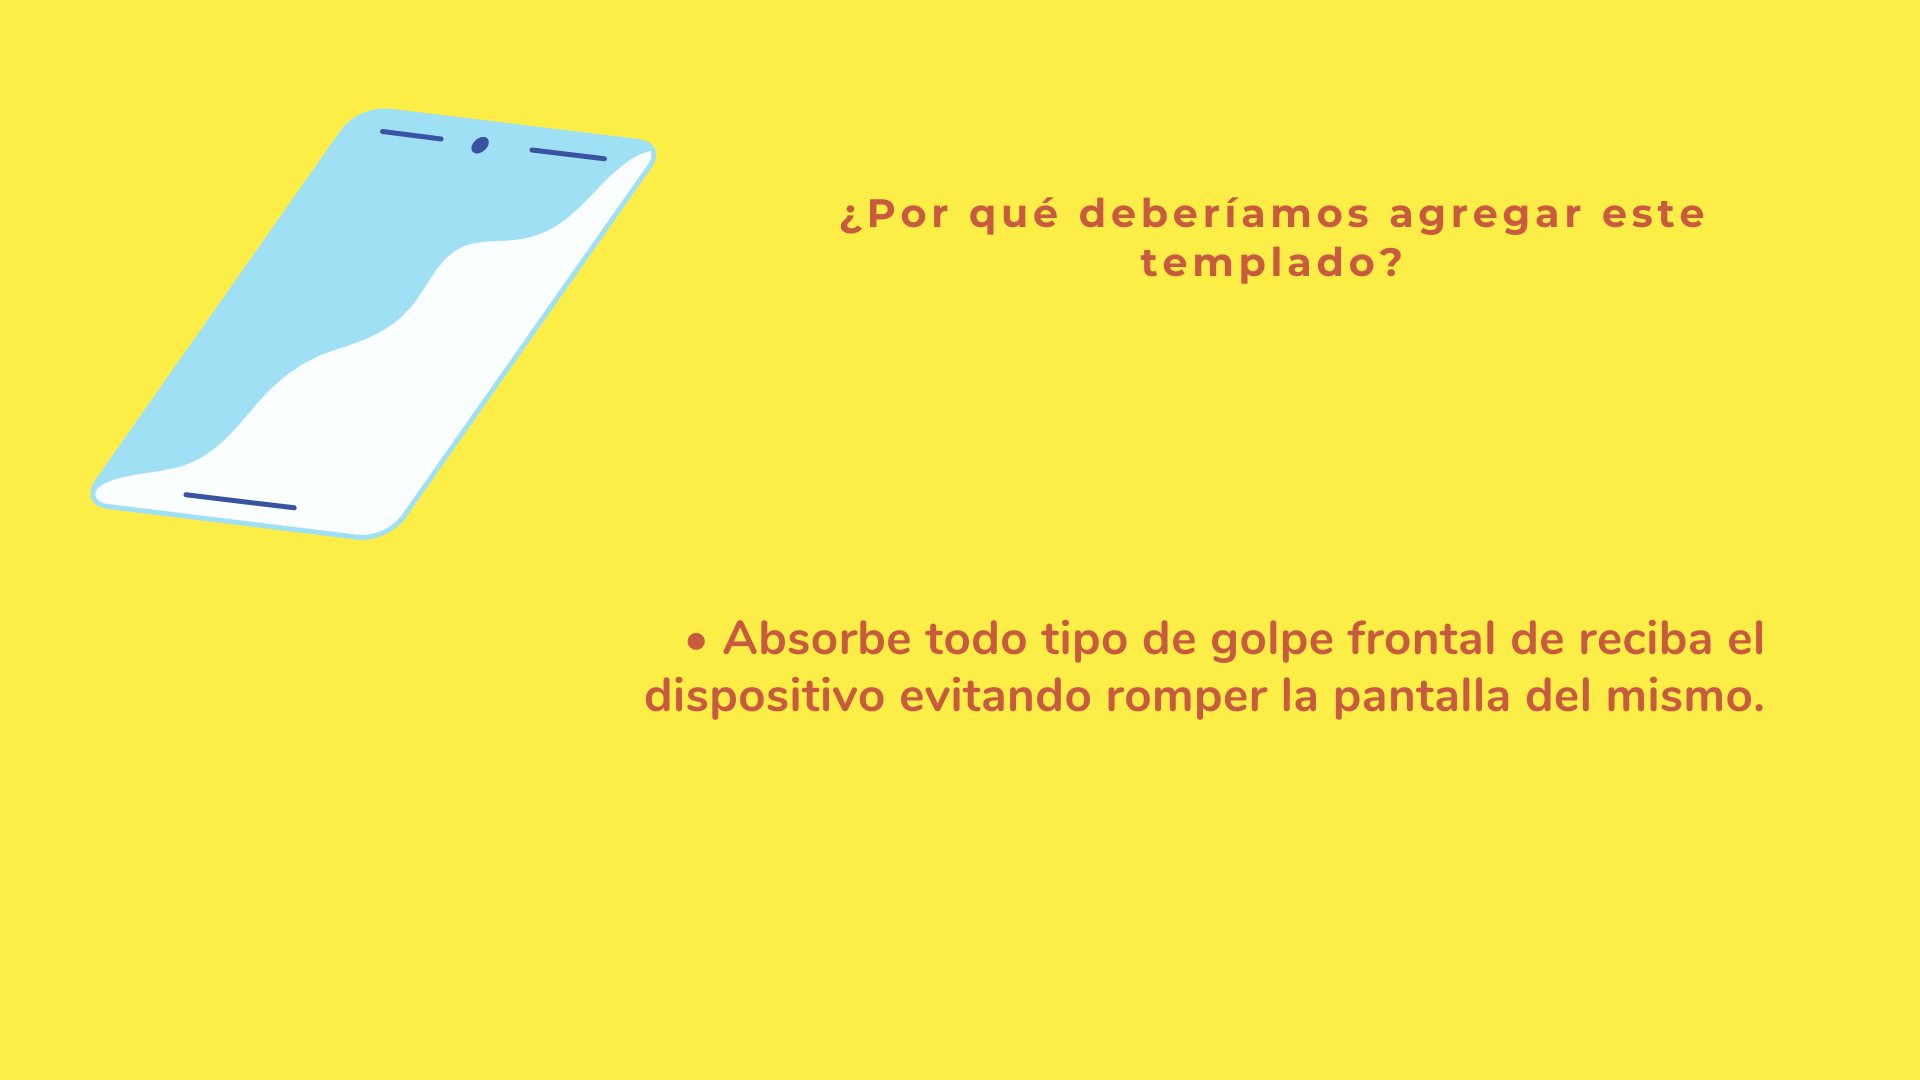 ¿Por qué deberíamos agregar este
templado?
• Absorbe todo tipo de golpe frontal de reciba el
dispositivo evitando romper la pantalla del mismo.